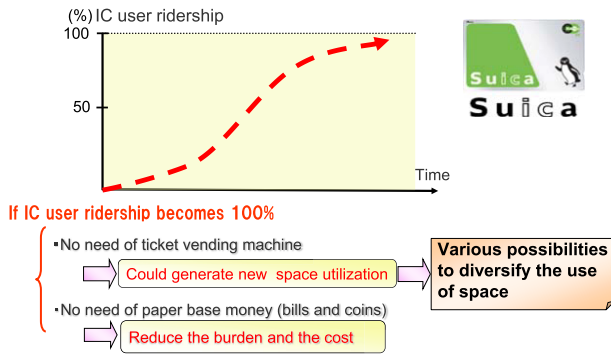 (%) IC user ridership
100
50
Time
Suica
Suica
If IC user ridership becomes 100%
▪No need of ticket vending machine
Could generate new space utilization
Various possibilities
to diversify the use
of space
▪No need of paper base money (bills and coins)
Reduce the burden and the cost